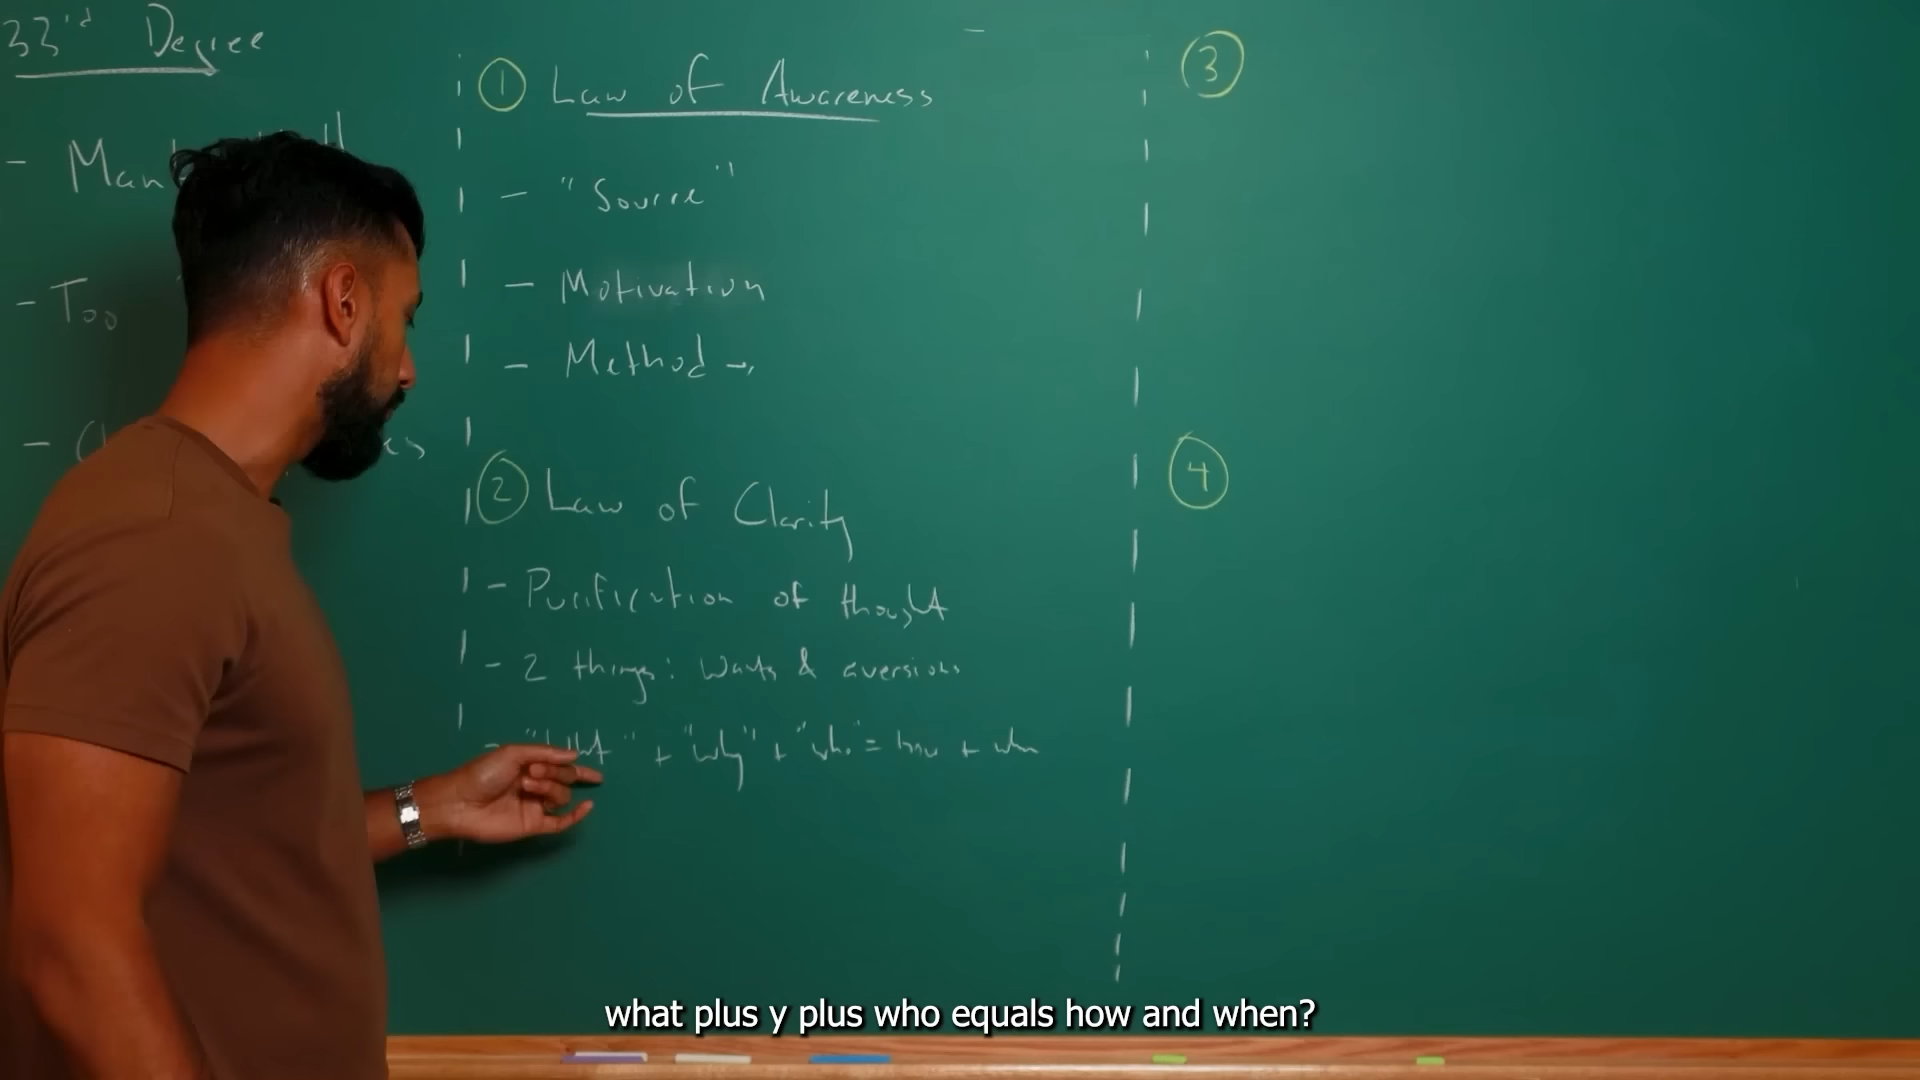 33rd Degree
- Man
- Too
-
① Law of Awareness
- "Source"
- Motivation
- Method →
② Law of Clarity
- Purification of thought
- 2 things: Wants & aversions
- "What" + "why" + "who" = how + when
③
④
what plus y plus who equals how and when?